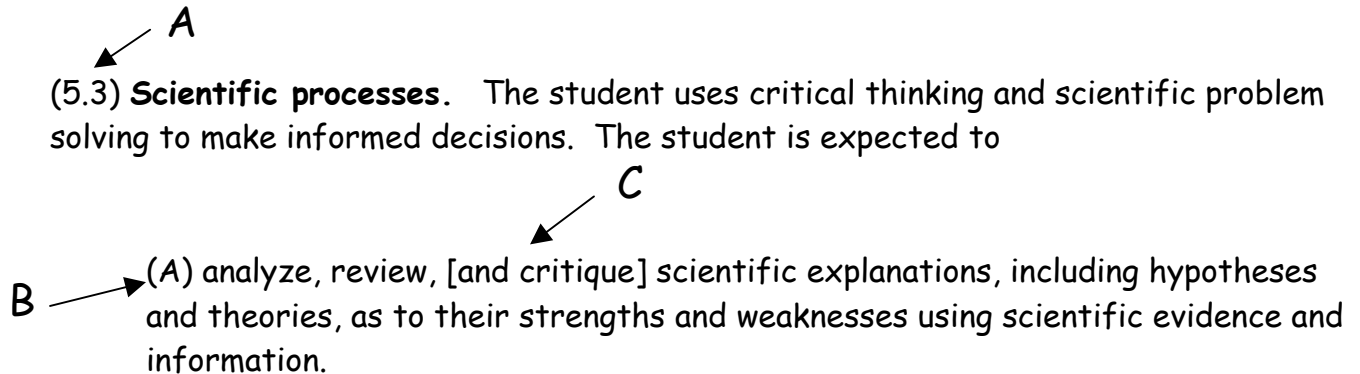 A
(5.3) Scientific processes. The student uses critical thinking and scientific problem
solving to make informed decisions. The student is expected to
C
(A) analyze, review, [and critique] scientific explanations, including hypotheses
B
and theories, as to their strengths and weaknesses using scientific evidence and
information.